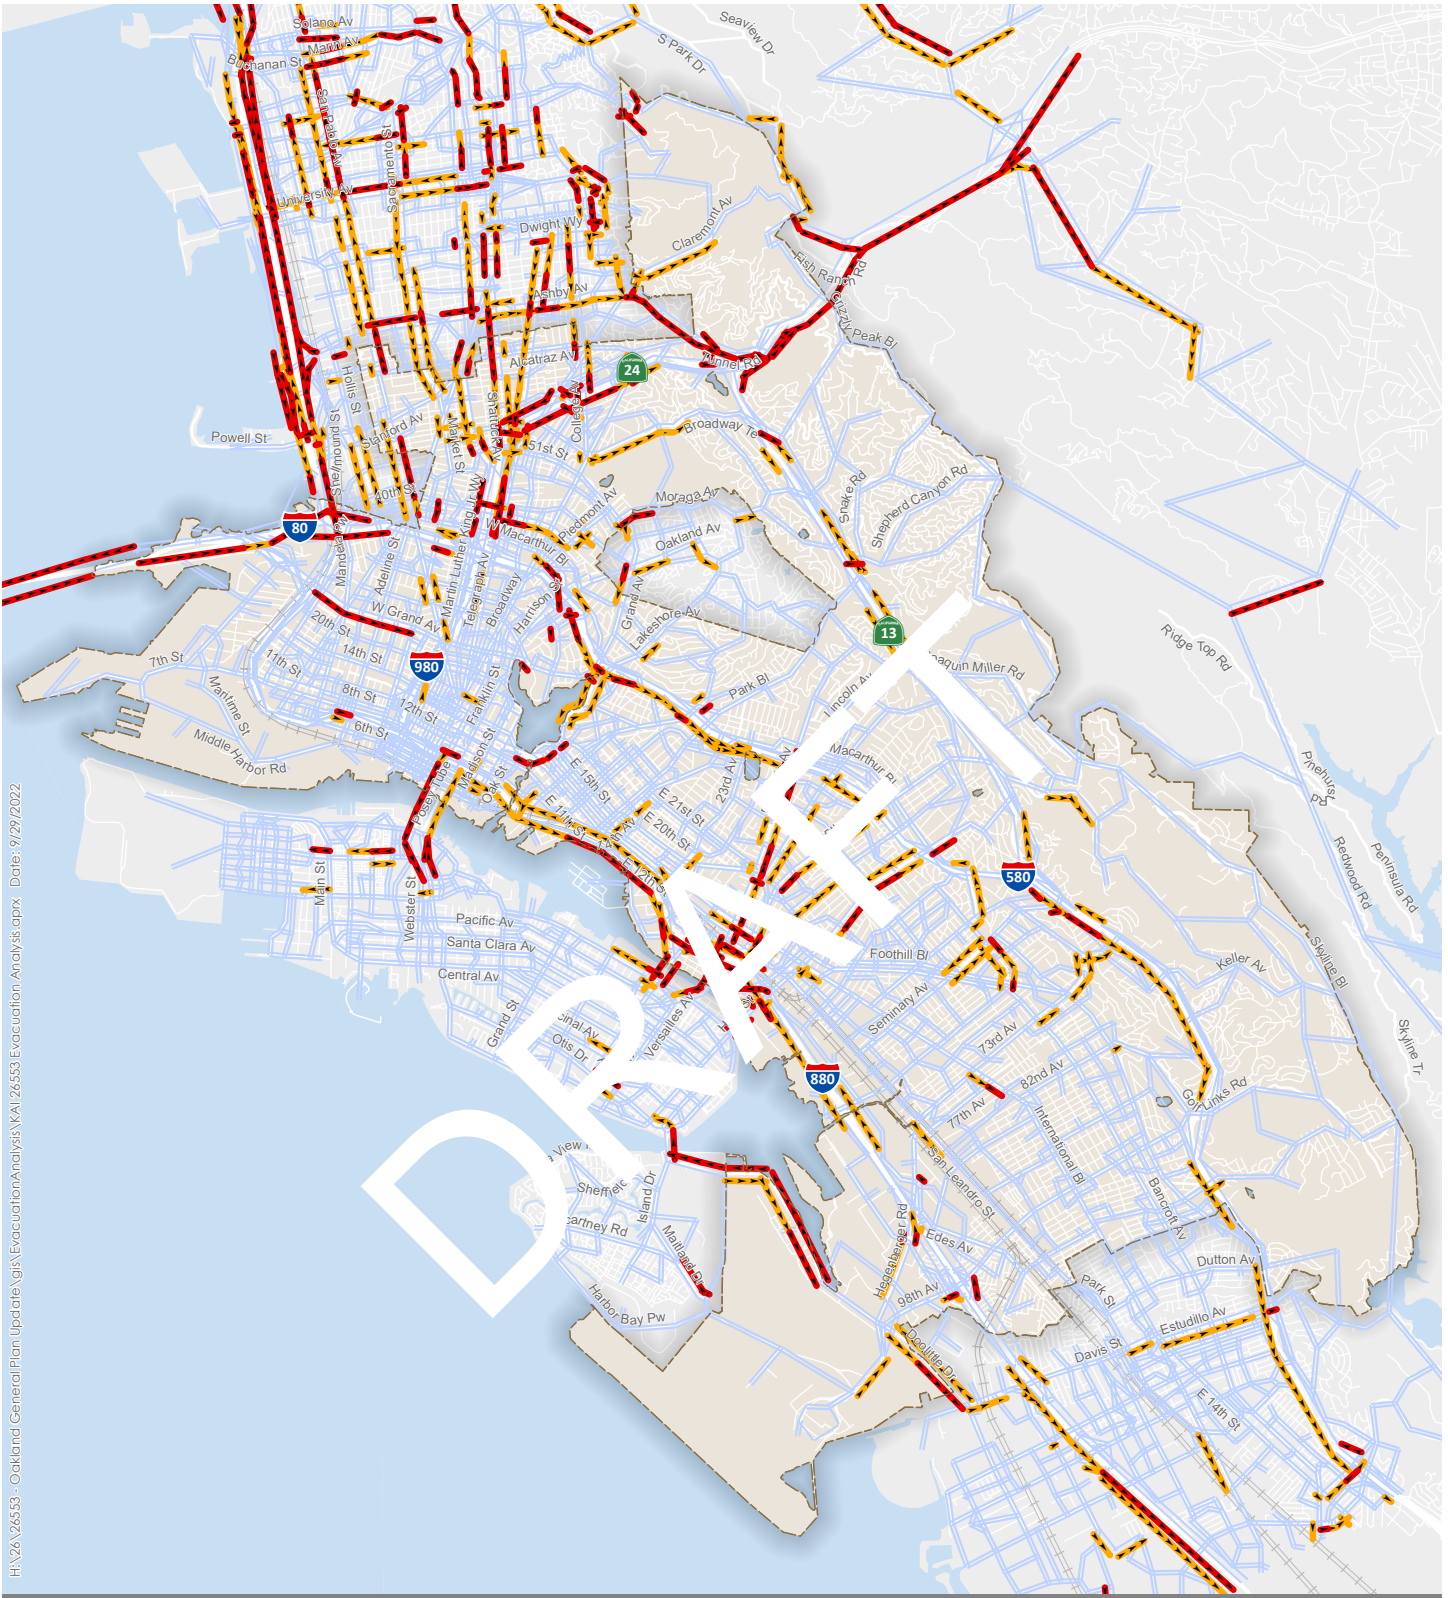 Solano Av
Seaview Dr
S Park Dr
Marin Av
Buchanan St
San Pablo Av
Sacramento St
University Av
Dwight Wy
Claremont Av
Fish Ranch Rd
Grizzly Peak Bl
Ashby Av
Alcatraz Av
CALIFORNIA
24
Tunnel Rd
Hollis St
Shattuck Av
College Av
Stanford Av
Market St
Broadway Te
Powell St
Shellmound St
51st St
40th St
Moraga Av
Snake Rd
Shepherd Canyon Rd
Piedmont Av
W Macarthur Bl
Oakland Av
80
Mandela Pw
Adeline St
Martin Luther King Jr Wy
Telegraph Av
Broadway
Harrison St
Grand Av
Lakeshore Av
W Grand Av
20th St
14th St
11th St
7th St
980
CALIFORNIA
13
Joaquin Miller Rd
Ridge Top Rd
Lincoln Av
Park Bl
Maritime St
8th St
12th St
6th St
Franklin St
Middle Harbor Rd
Madison St
Oak St
Posey Tube
Macarthur Bl
23rd Av
E 15th St
E 21st St
E 20th St
E 11th St
14th Av
E 12th St
Pinehurst Rd
Redwood Rd
Peninsula Rd
580
Main St
Webster St
Pacific Av
Santa Clara Av
Central Av
Foothill Bl
Keller Av
Skyline Bl
Seminary Av
Grand St
Otis Dr
Versailles Av
73rd Av
82nd Av
77th Av
Skyline Tr
Golf Links Rd
880
International Bl
San Leandro St
Bancroft Av
Sheffield
Island Dr
Maitland Dr
Harbor Bay Pw
Hegenberger Rd
Edes Av
98th Av
Doolittle Dr
Dutton Av
Park St
Estudillo Av
Davis St
E 14th St
DRAFT
H:\26\26553 - Oakland General Plan Update\gis\EvacuationAnalysis\KAI 26553 Evacuation Analysis.aprx Date: 9/29/2022